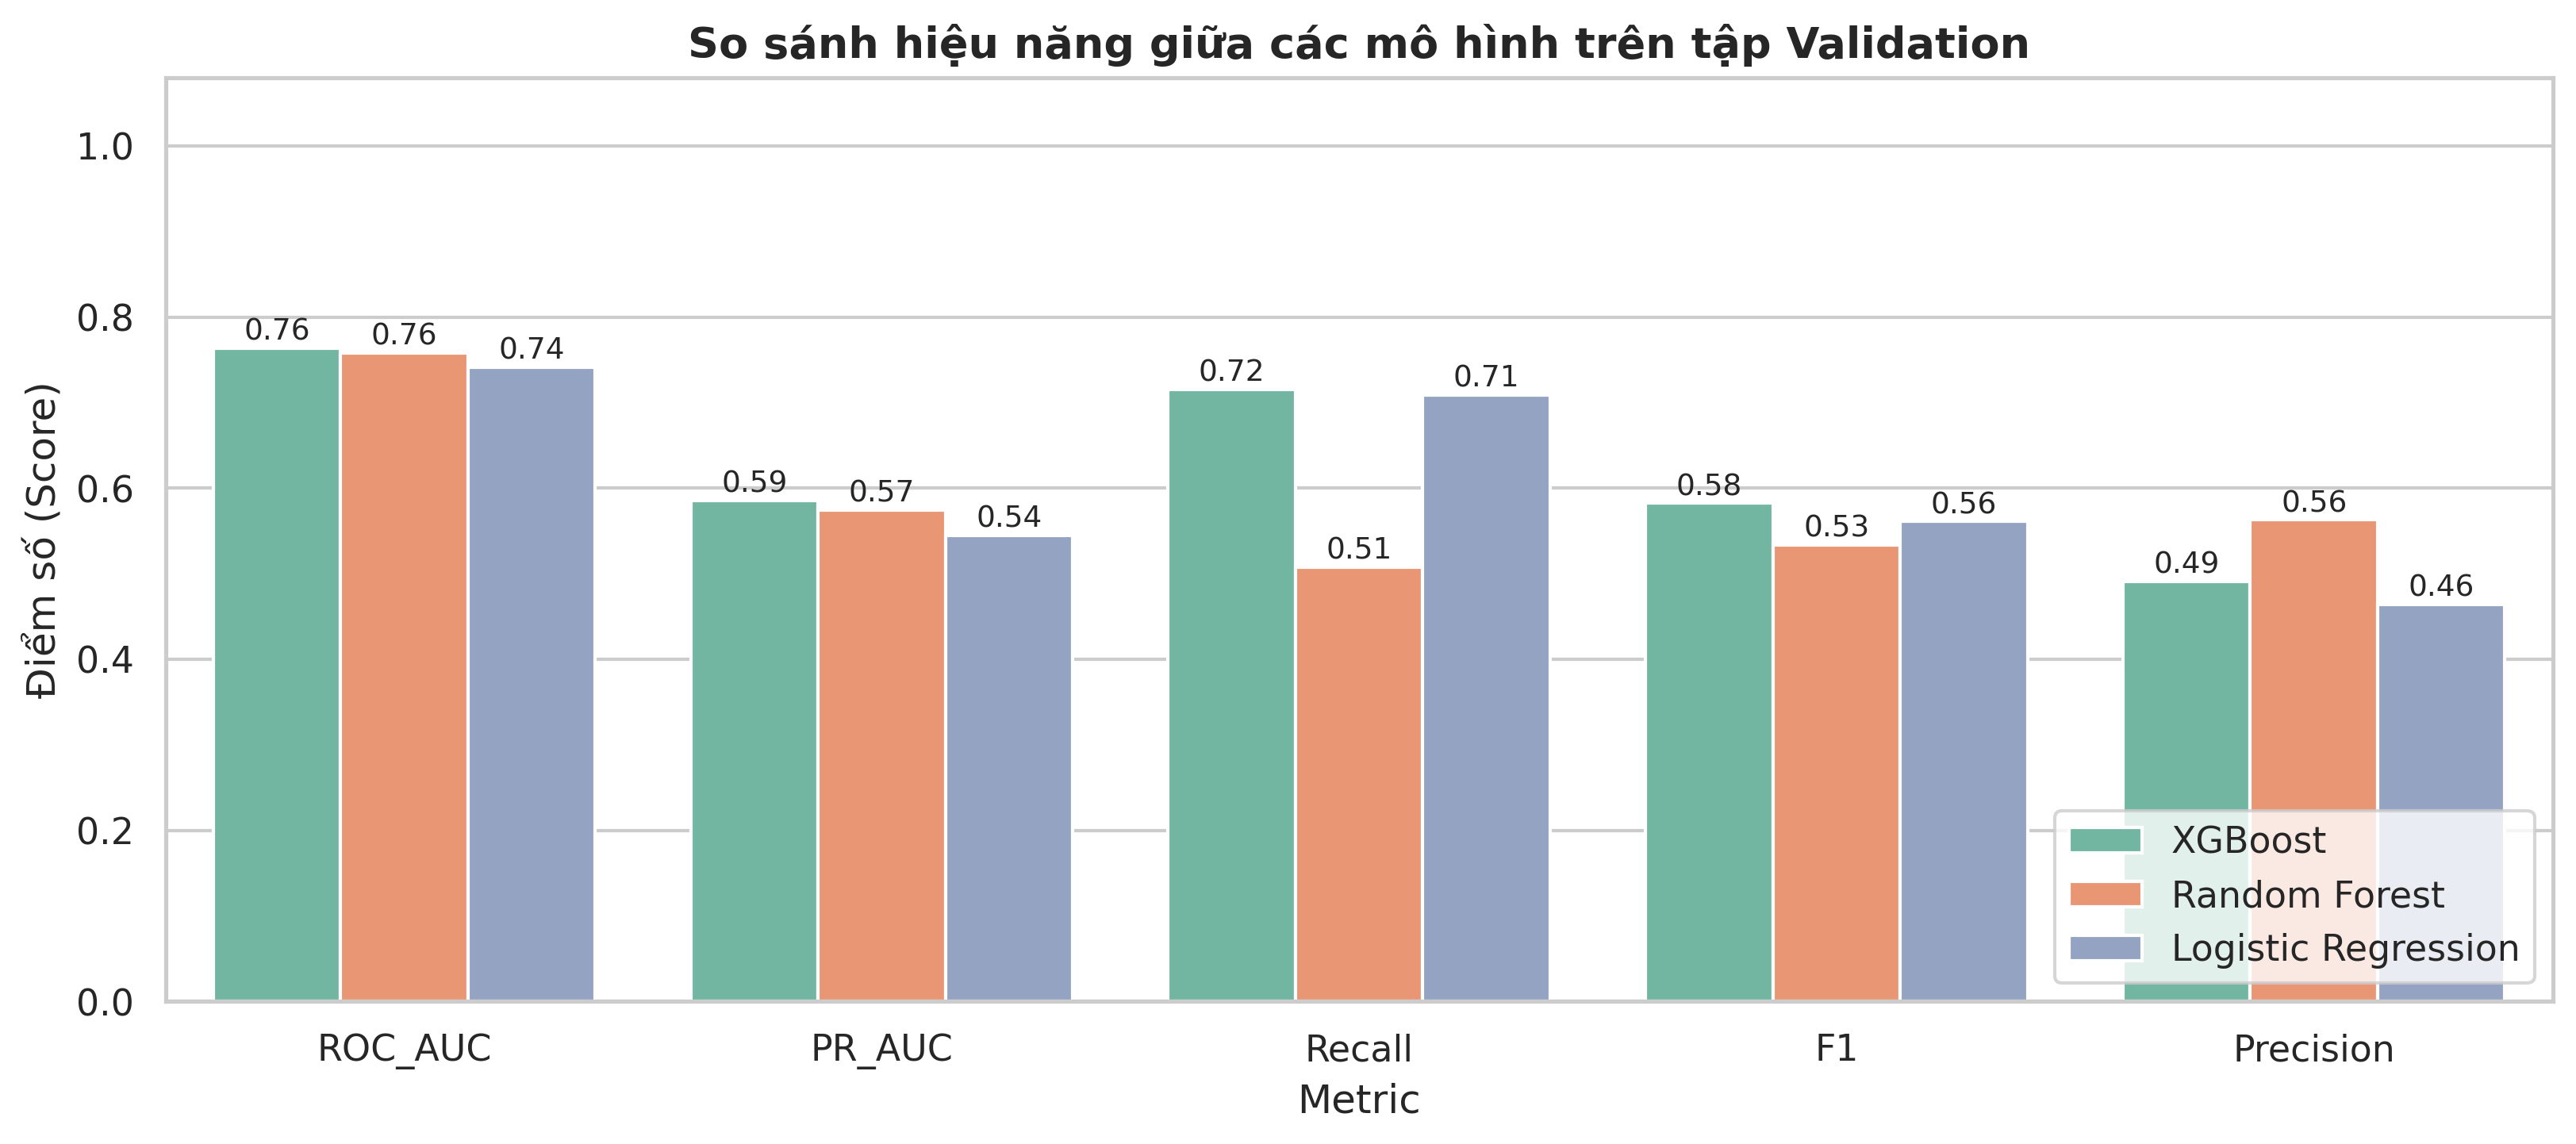 So sánh hiệu năng giữa các mô hình trên tập Validation
Điểm số (Score)
1.0
0.8
0.6
0.4
0.2
0.0
0.76
0.76
0.74
0.59
0.57
0.54
0.72
0.51
0.71
0.58
0.53
0.56
0.49
0.56
0.46
XGBoost
Random Forest
Logistic Regression
ROC_AUC
PR_AUC
Recall
F1
Precision
Metric